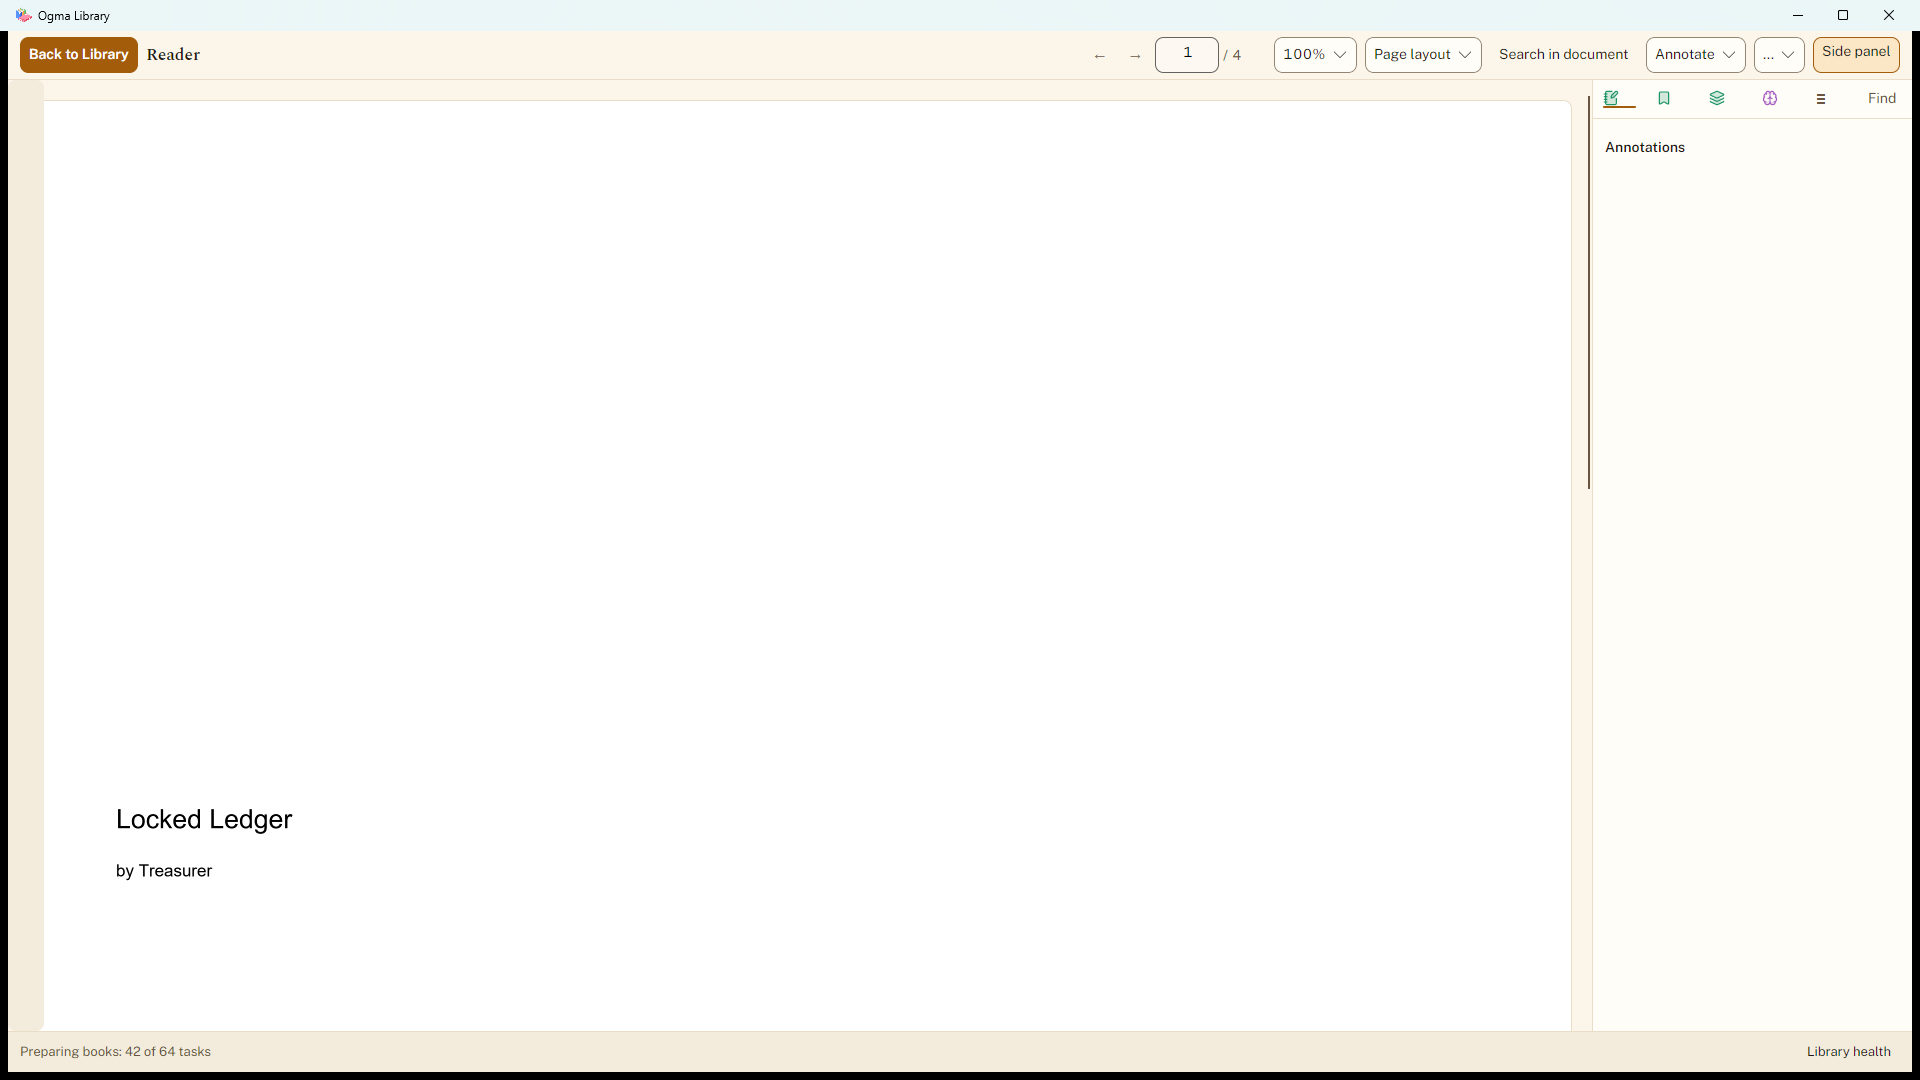 Ogma Library
Back to Library Reader ← → 1 / 4 100% Page layout Search in document Annotate ... Side panel
Find
Annotations
Locked Ledger
by Treasurer
Preparing books: 42 of 64 tasks Library health